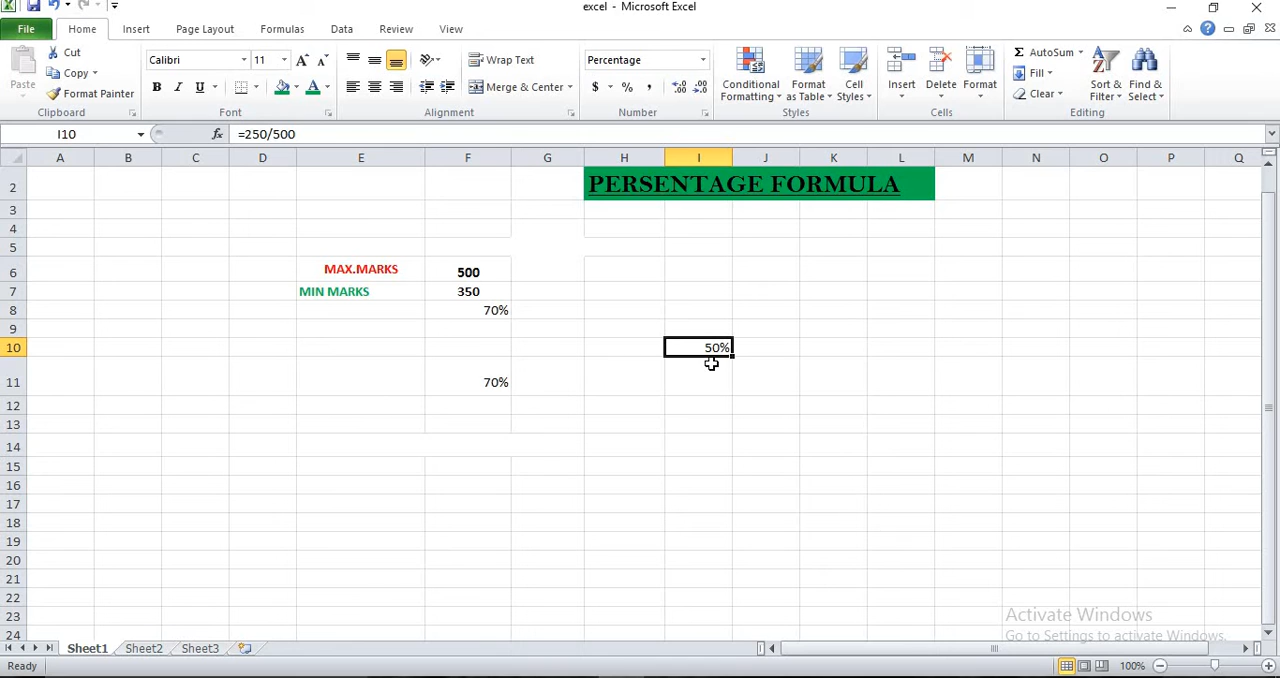 excel - Microsoft Excel
File Home Insert Page Layout Formulas Data Review View
Cut
Copy
Format Painter
Paste
Clipboard
Calibri 11
B I U
Font
Wrap Text
Merge & Center
Alignment
Percentage
$ % ,
Number
Conditional Formatting
Format as Table
Cell Styles
Styles
Insert Delete Format
Cells
AutoSum
Fill
Clear
Sort & Filter
Find & Select
Editing
I10 fx =250/500
A B C D E F G H I J K L M N O P Q
2 PERSENTAGE FORMULA
3
4
5
6 MAX.MARKS 500
7 MIN MARKS 350
8 70%
9
10 50%
11 70%
12
13
14
15
16
17
18
19
20
21
22
23
24
Activate Windows
Go to Settings to activate Windows.
Sheet1 Sheet2 Sheet3
Ready 100%